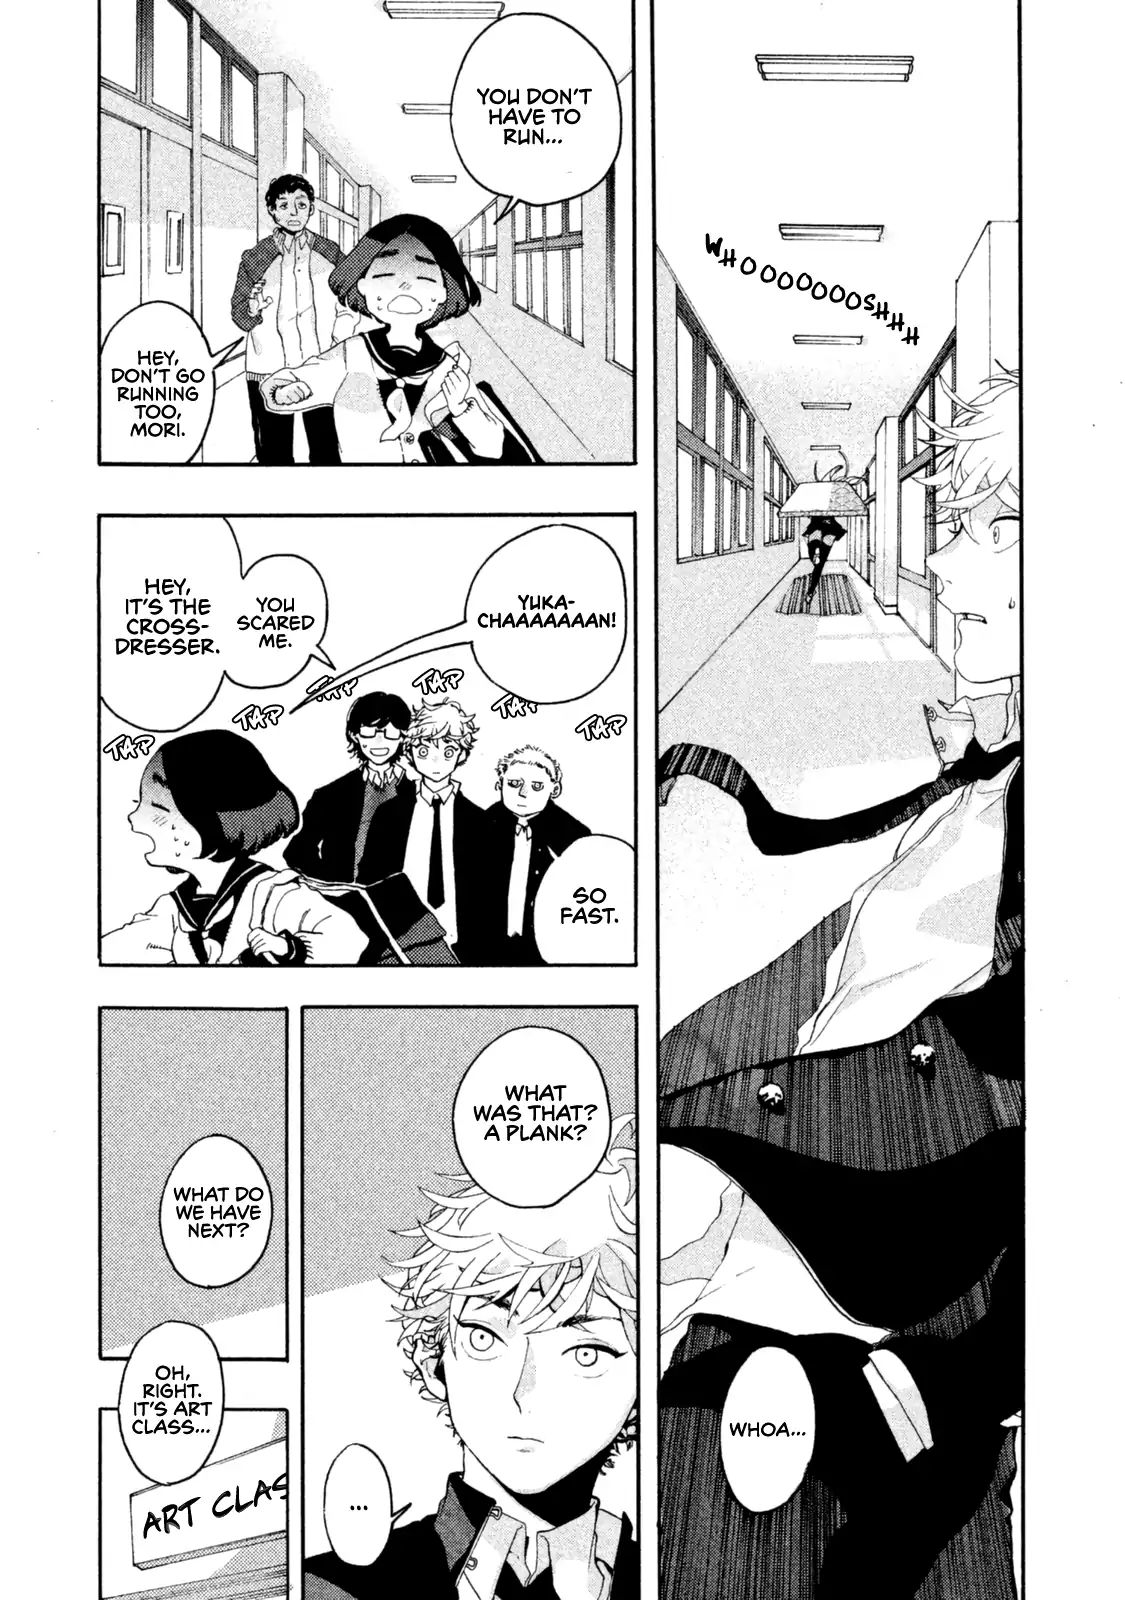 WHOOOOOOOSHHH
WHOA...
YOU DON'T
HAVE TO
RUN...
HEY,
DON'T GO
RUNNING
TOO,
MORI.
YUKA-
CHAAAAAAAN!
YOU
SCARED
ME.
HEY,
IT'S THE
CROSS-
DRESSER.
TAP
TAP
TAP
TAP
TAP
TAP
SO
FAST.
WHAT
WAS THAT?
A PLANK?
...
WHAT DO
WE HAVE
NEXT?
OH,
RIGHT.
IT'S ART
CLASS...
ART CLAS